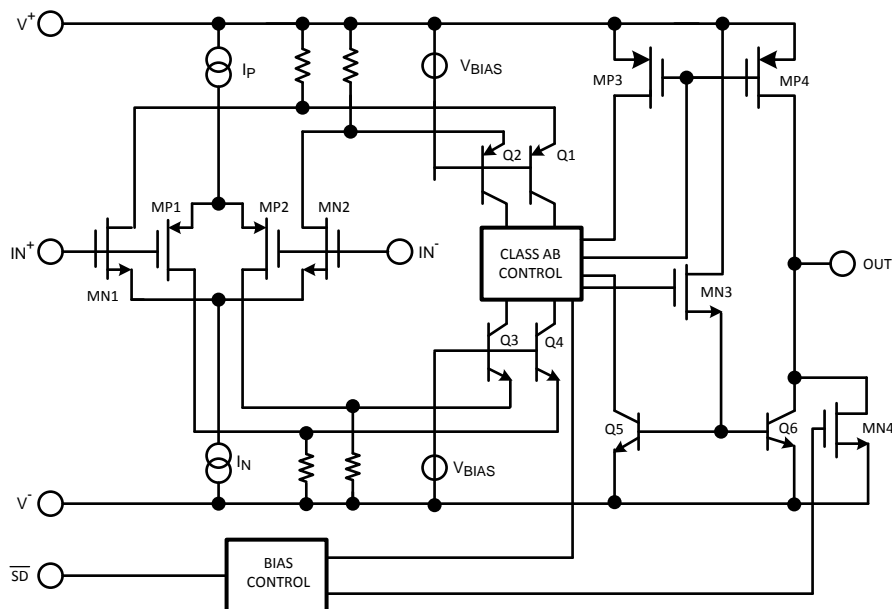 V+
IP
VBIAS
MP3
MP4
Q2
Q1
MP1
MP2
MN2
IN+
IN-
CLASS AB
CONTROL
OUT
MN1
MN3
Q3
Q4
Q5
Q6
MN4
IN
VBIAS
V-
SD
BIAS
CONTROL